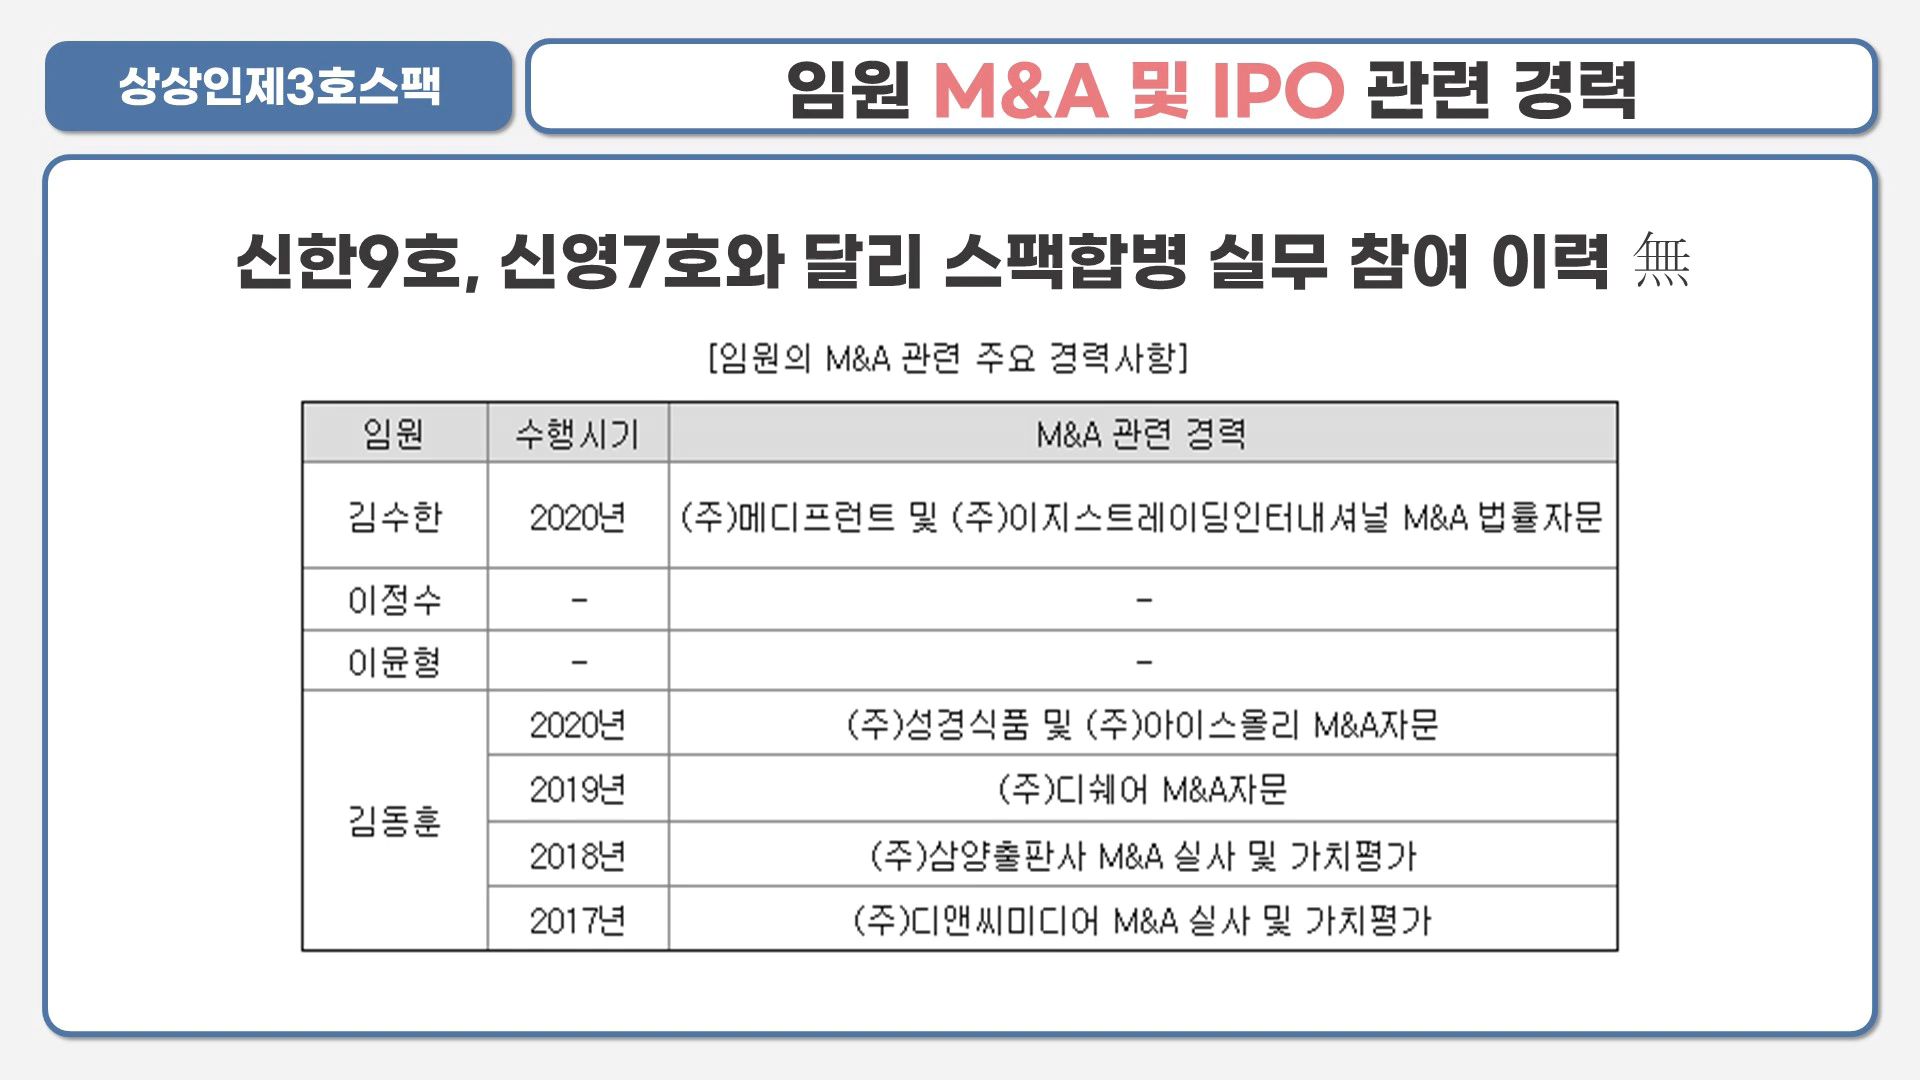 상상인제3호스팩
임원 M&A 및 IPO 관련 경력
신한9호, 신영7호와 달리 스팩합병 실무 참여 이력 無
[임원의 M&A 관련 주요 경력사항]
임원 수행시기 M&A 관련 경력
김수한 2020년 (주)메디프런트 및 (주)이지스트레이딩인터내셔널 M&A 법률자문
이정수 - -
이윤형 - -
김동훈
2020년 (주)성경식품 및 (주)아이스올리 M&A자문
2019년 (주)디쉐어 M&A자문
2018년 (주)삼양출판사 M&A 실사 및 가치평가
2017년 (주)디앤씨미디어 M&A 실사 및 가치평가